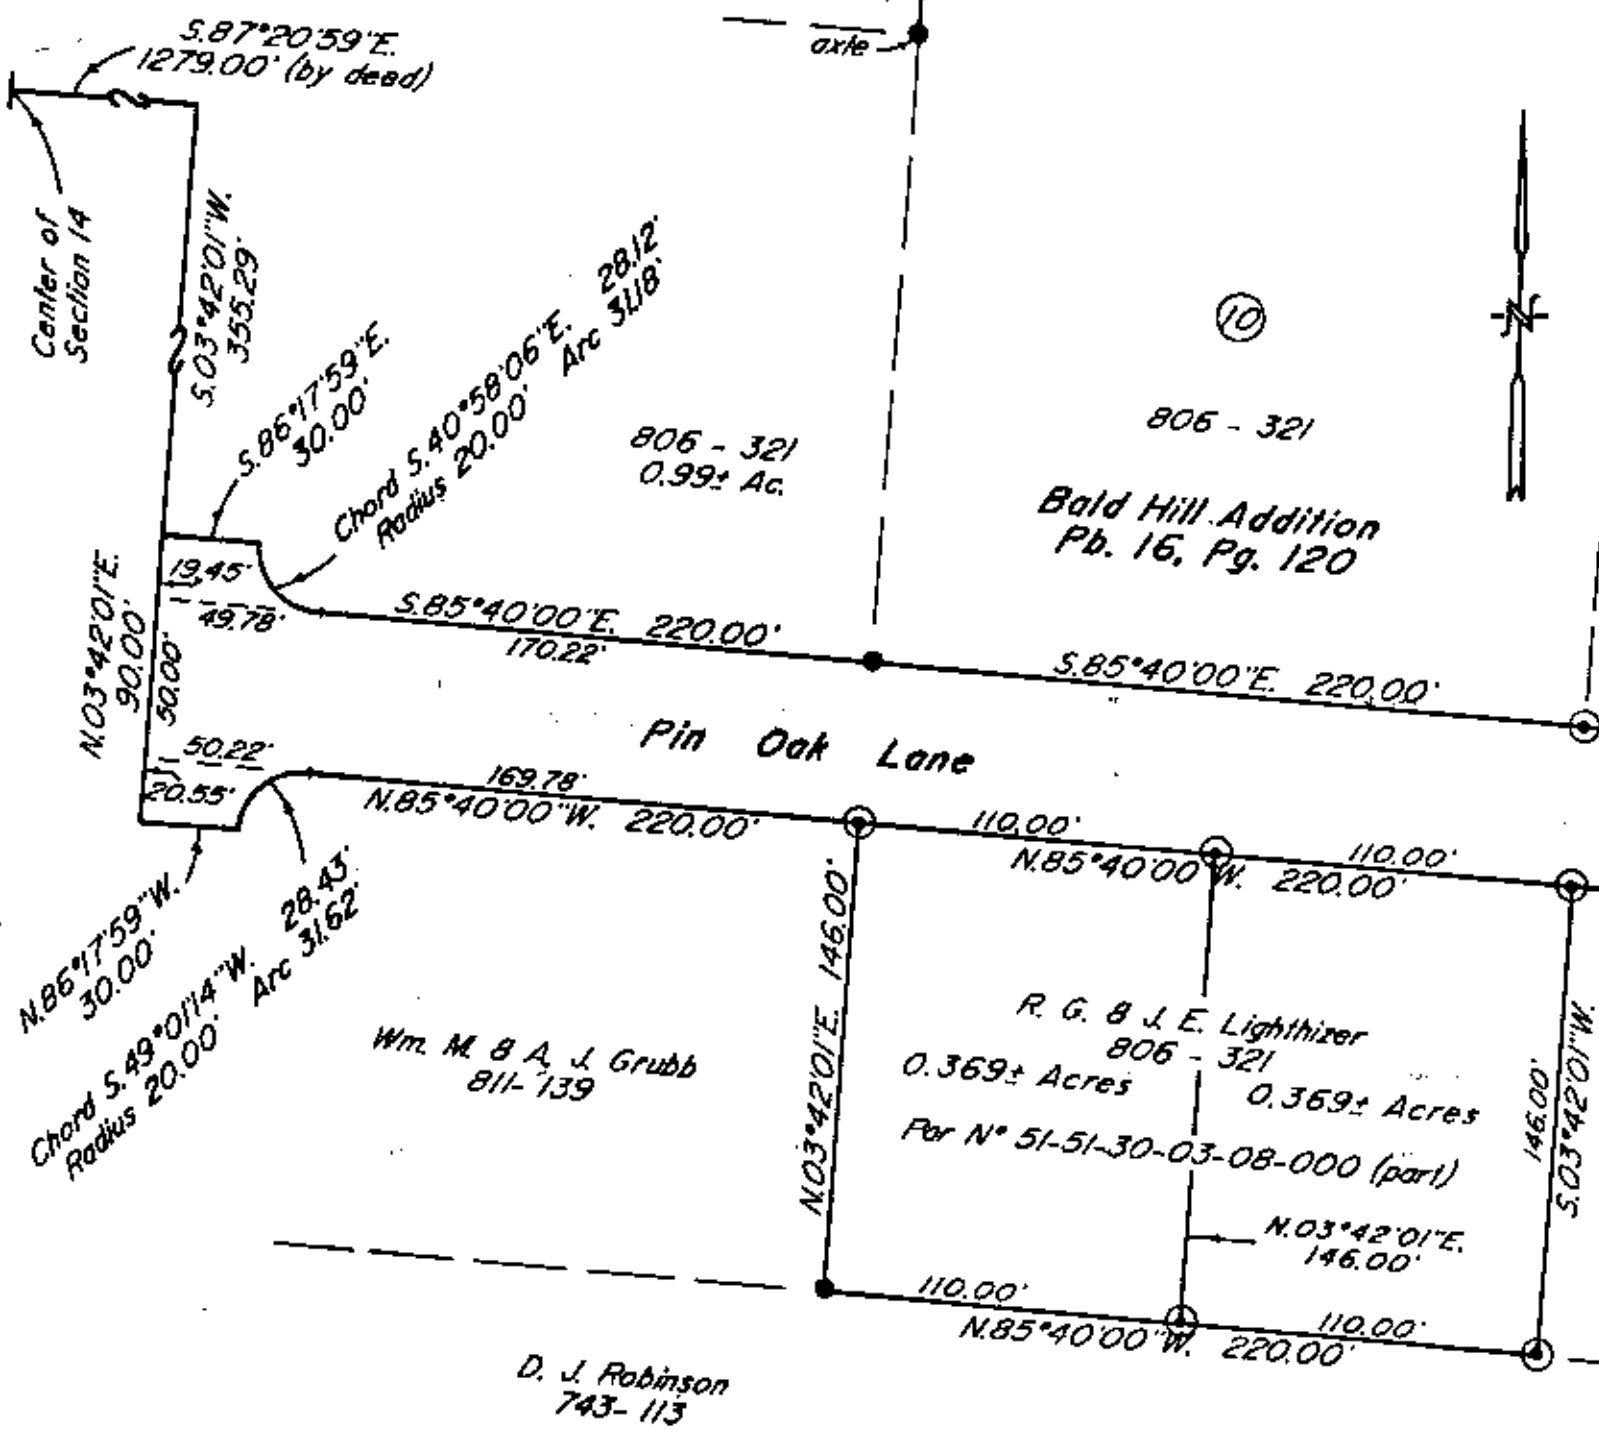 S.87°20'59"E.
1279.00' (by deed)
axle
Center of
Section 14
S.03°42'01"W.
355.29'
S.86°17'59"E.
30.00'
Chord S.40°58'06"E. 28.12'
Radius 20.00' Arc 31.18'
10
N
806 - 321
0.99± Ac.
806 - 321
Bald Hill Addition
Pb. 16, Pg. 120
N.03°42'01"E.
90.00'
50.00'
19.45'
49.78'
S.85°40'00"E. 220.00'
170.22'
S.85°40'00"E. 220.00'
Pin Oak Lane
50.22'
20.55'
169.78'
N.85°40'00"W. 220.00'
110.00'
110.00'
N.85°40'00"W. 220.00'
N.86°17'59"W.
30.00'
Chord S.49°01'14"W. 28.43'
Radius 20.00' Arc 31.62'
Wm. M. & A. J. Grubb
811-139
N.03°42'01"E. 146.00'
R. G. & J. E. Lighthizer
806 - 321
0.369± Acres
0.369± Acres
Par Nº 51-51-30-03-08-000 (part)
146.00'
S.03°42'01"W.
N.03°42'01"E.
146.00'
110.00'
110.00'
N.85°40'00"W. 220.00'
D. J. Robinson
743-113